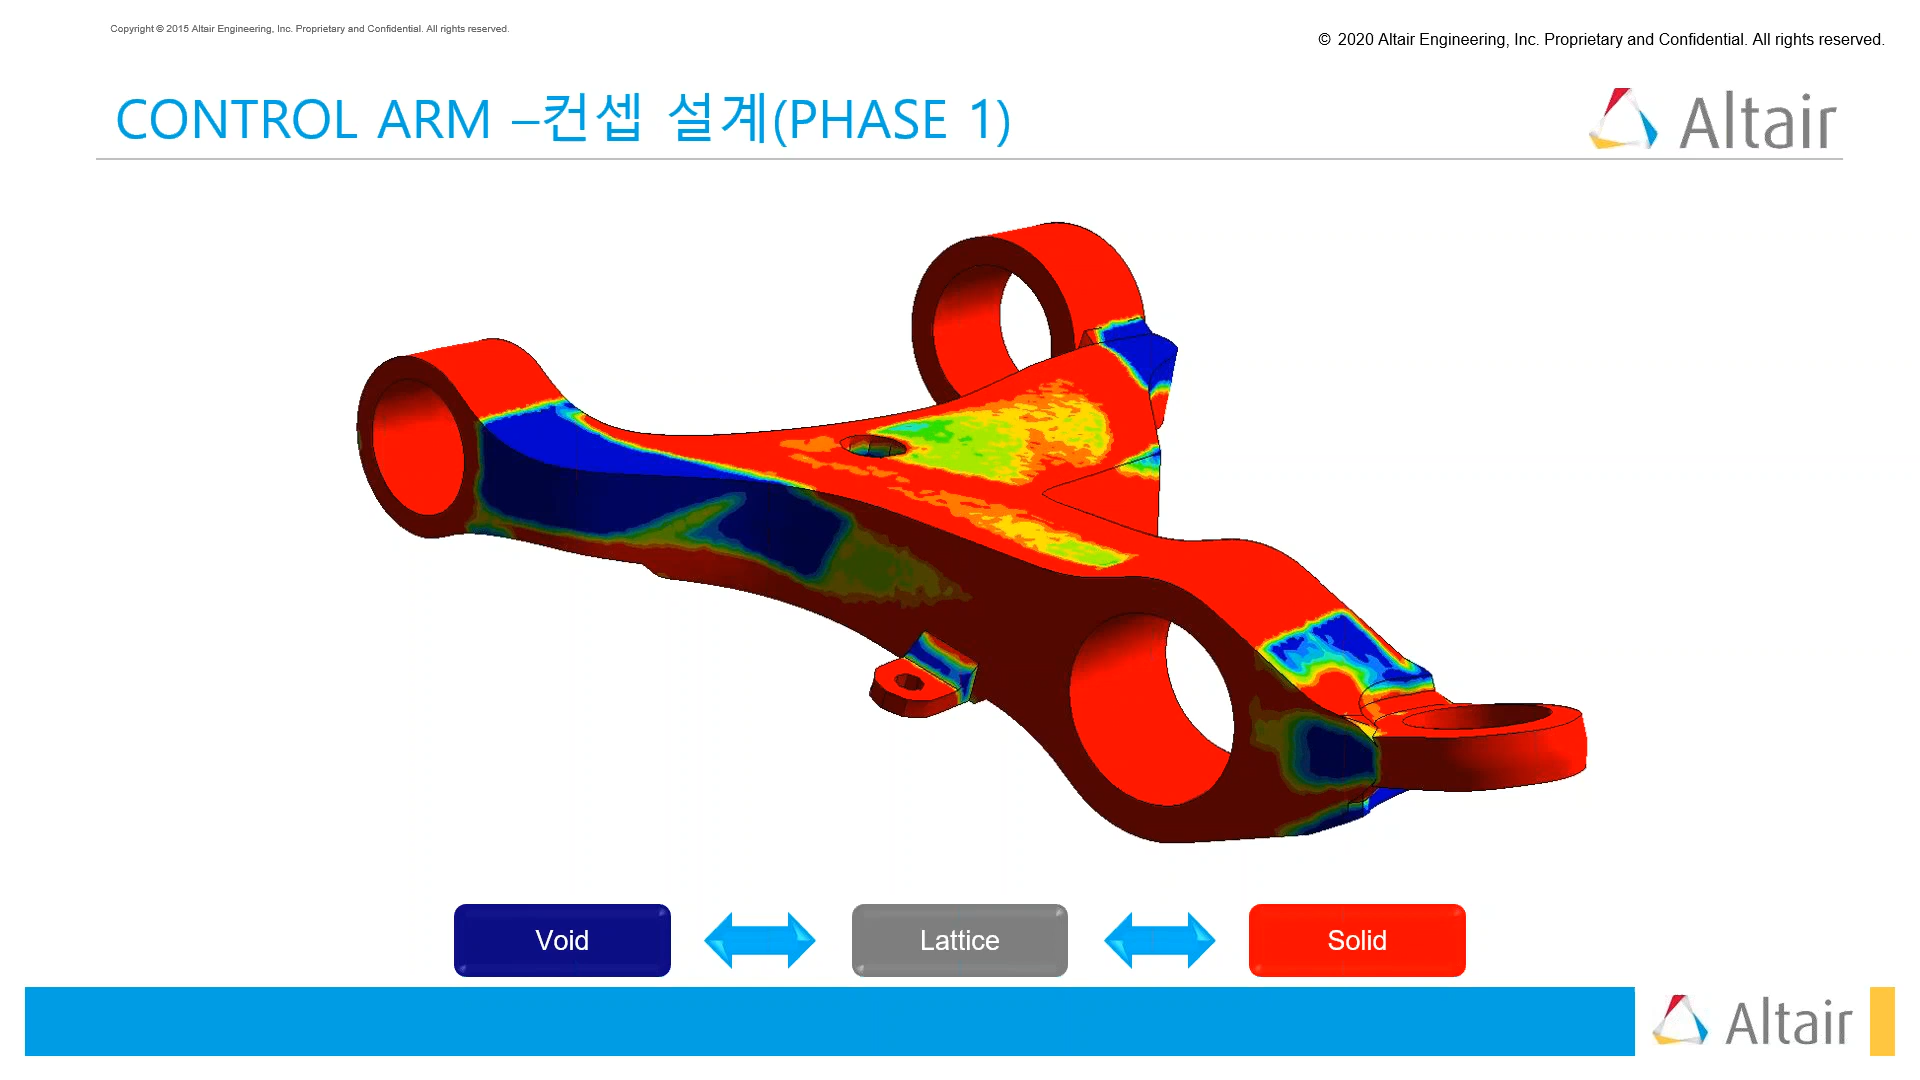 Copyright © 2015 Altair Engineering, Inc. Proprietary and Confidential. All rights reserved.
© 2020 Altair Engineering, Inc. Proprietary and Confidential. All rights reserved.
CONTROL ARM –컨셉 설계(PHASE 1)
Altair
Void
Lattice
Solid
Altair